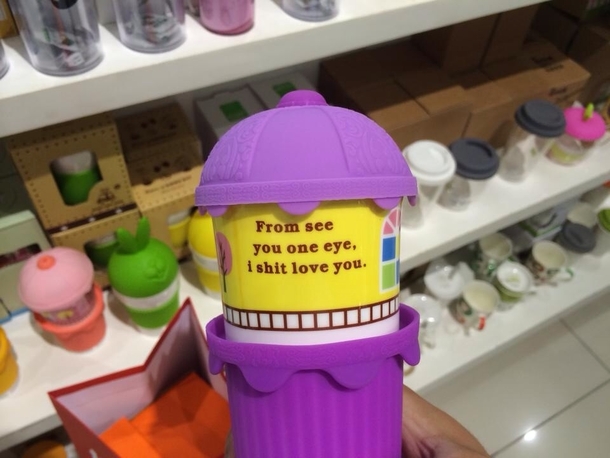 From see
you one eye,
i shit love you.